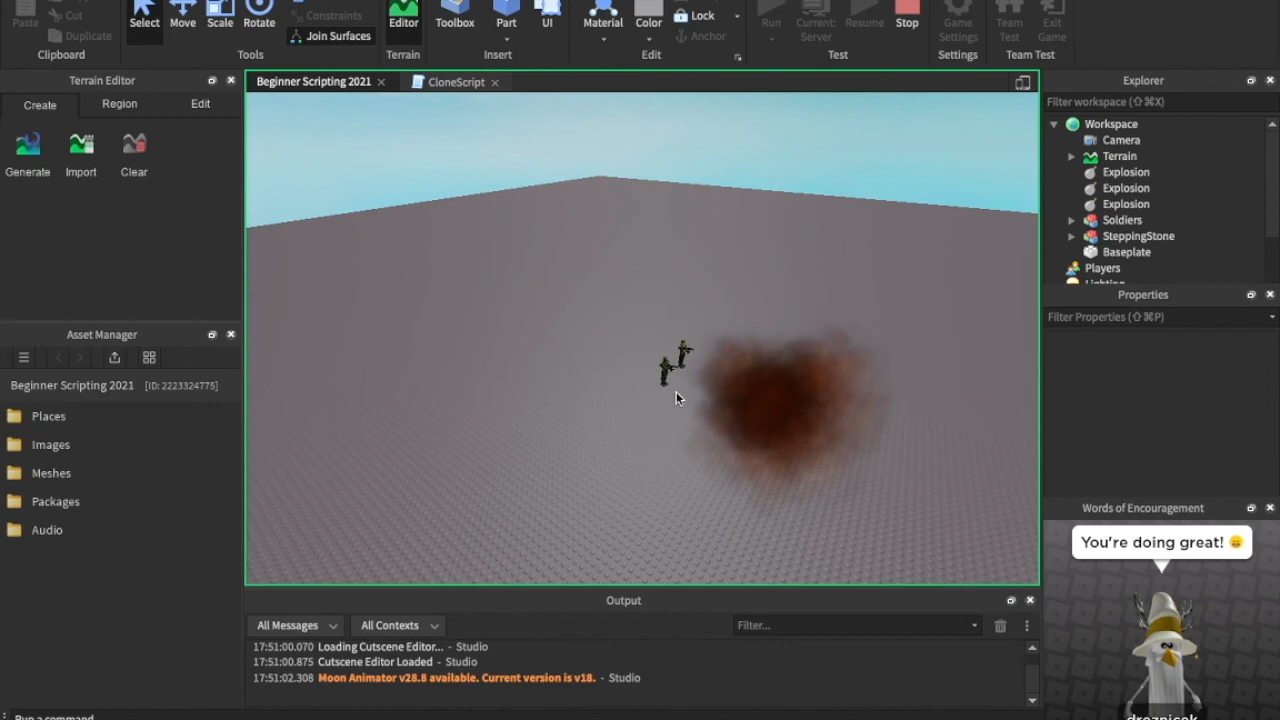 Select
Move
Scale
Rotate
Editor
Toolbox
Part
UI
Material
Color
Lock
Run
Current:
Server
Resume
Stop
Game
Settings
Team
Test
Exit
Game
Paste
Cut
Duplicate
Constraints
Join Surfaces
Anchor
Clipboard
Tools
Terrain
Insert
Edit
Test
Settings
Team Test
Terrain Editor
Create
Region
Edit
Generate
Import
Clear
Asset Manager
Beginner Scripting 2021 [ID: 2223324775]
Places
Images
Meshes
Packages
Audio
Beginner Scripting 2021
CloneScript
Output
All Messages
All Contexts
Filter...
17:51:00.070 Loading Cutscene Editor... - Studio
17:51:00.875 Cutscene Editor Loaded - Studio
17:51:02.308 Moon Animator v28.8 available. Current version is v18. - Studio
Run a command
Explorer
Filter workspace (⇧⌘X)
Workspace
Camera
Terrain
Explosion
Explosion
Explosion
Soldiers
SteppingStone
Baseplate
Players
Lighting
Properties
Filter Properties (⇧⌘P)
Words of Encouragement
You're doing great! 😀